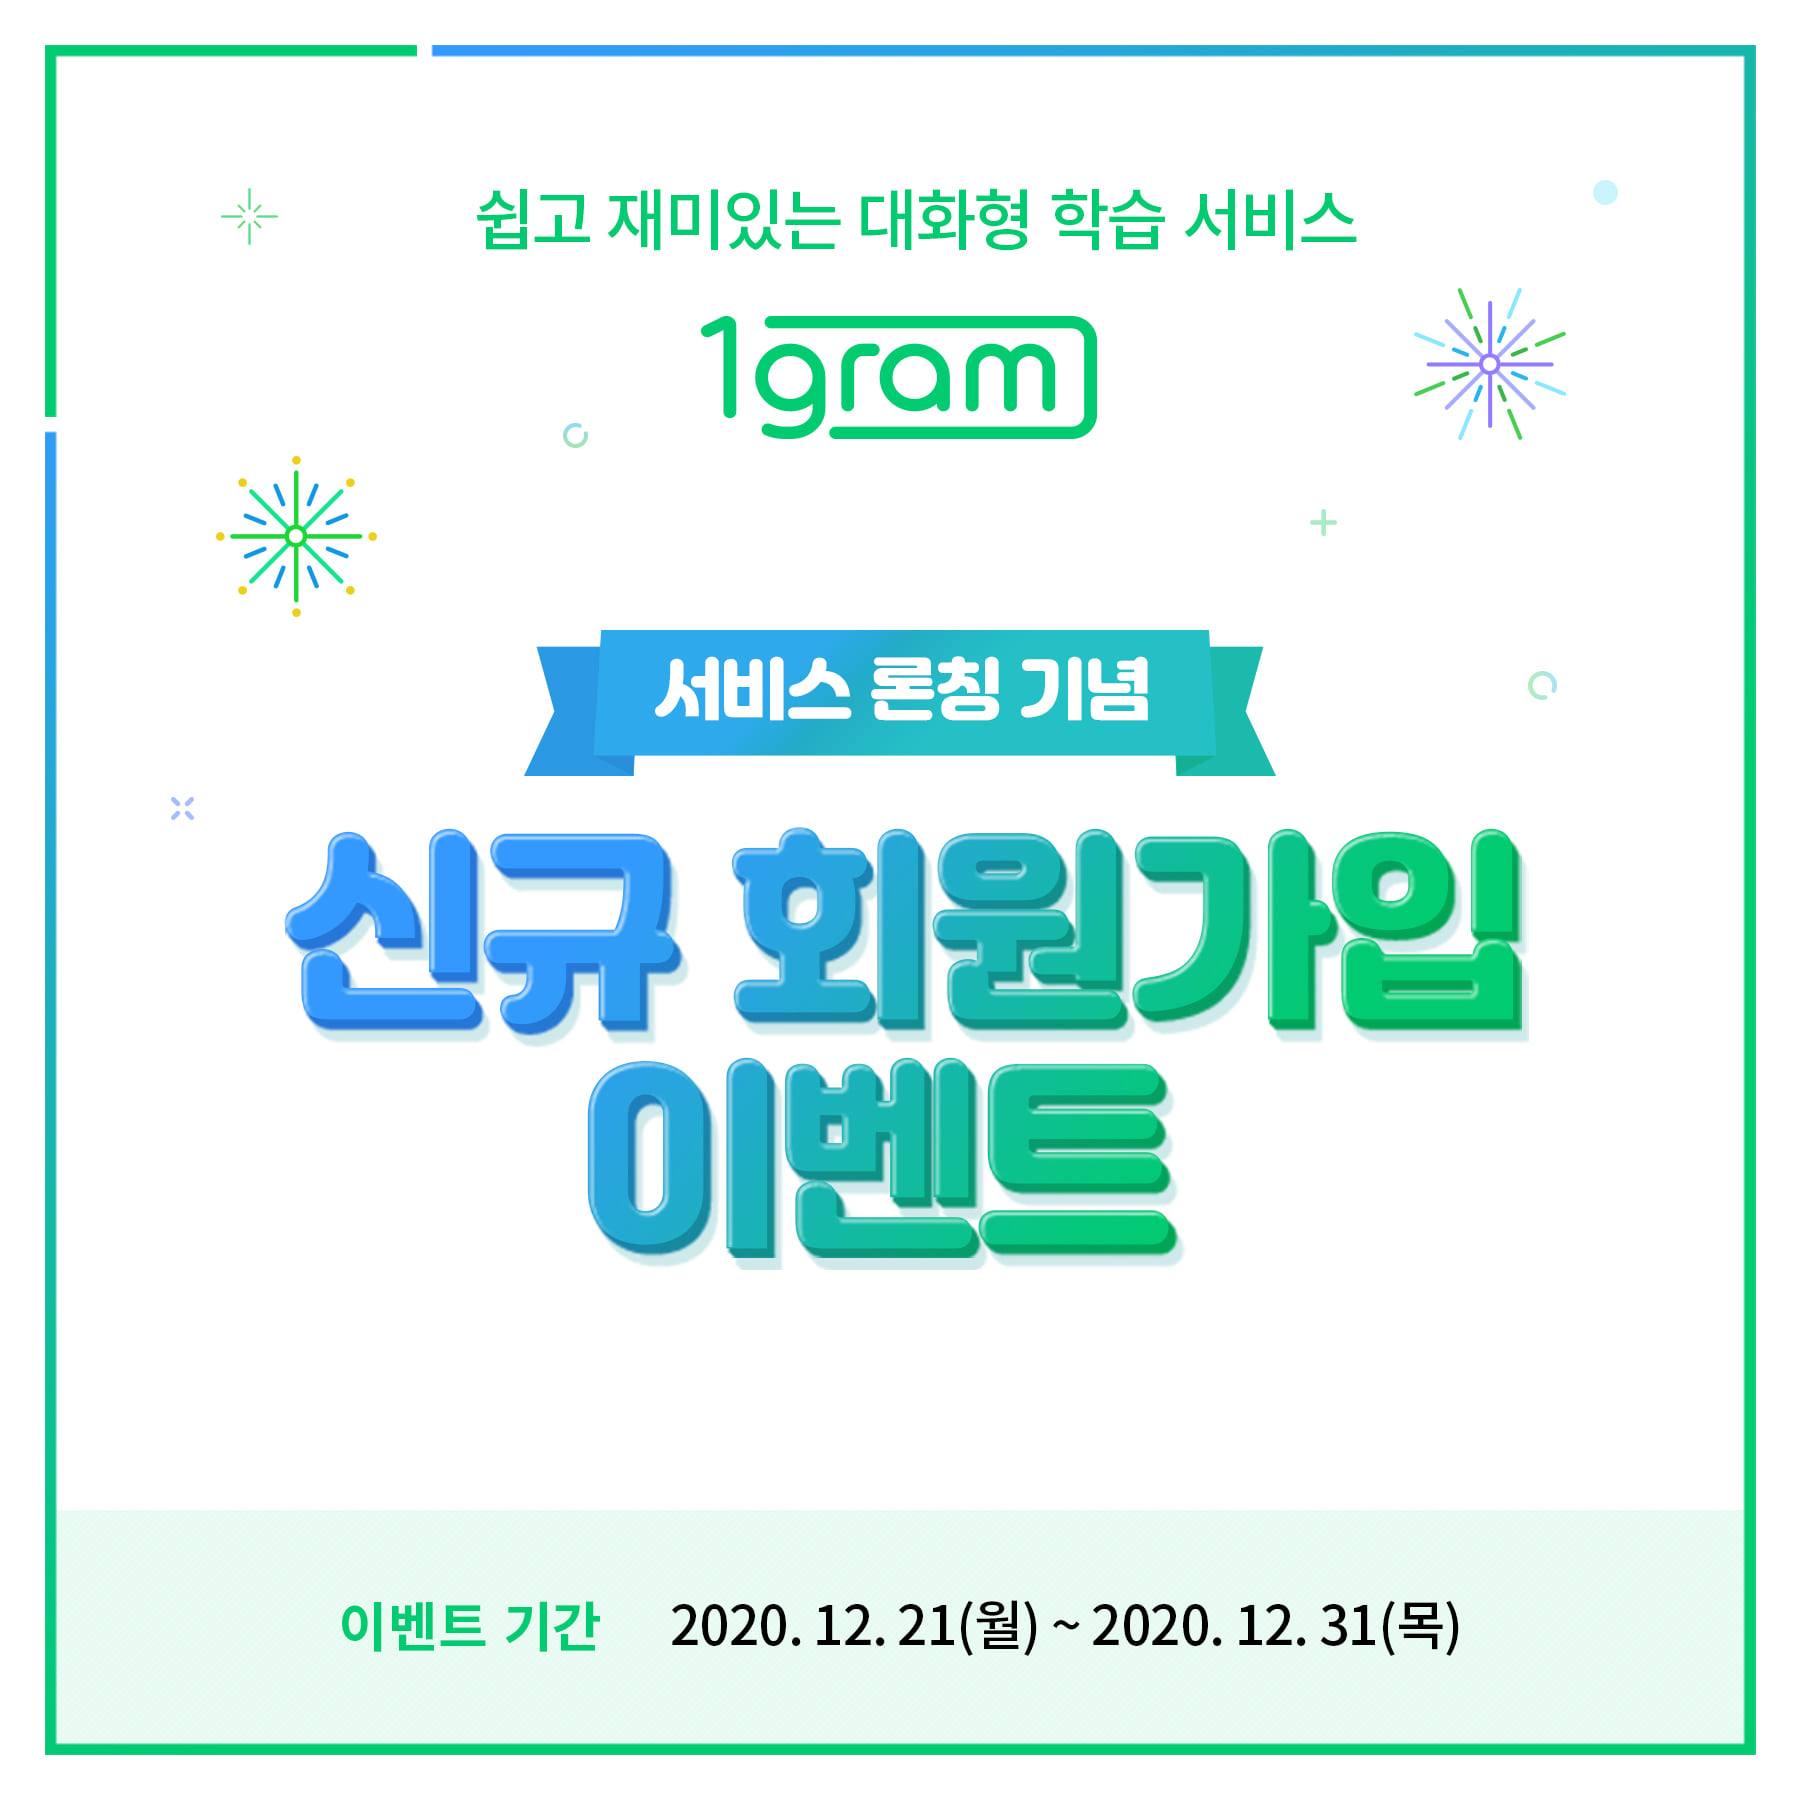 쉽고 재미있는 대화형 학습 서비스
1gram
서비스 론칭 기념
신규 회원가입
이벤트
이벤트 기간 2020. 12. 21(월) ~ 2020. 12. 31(목)